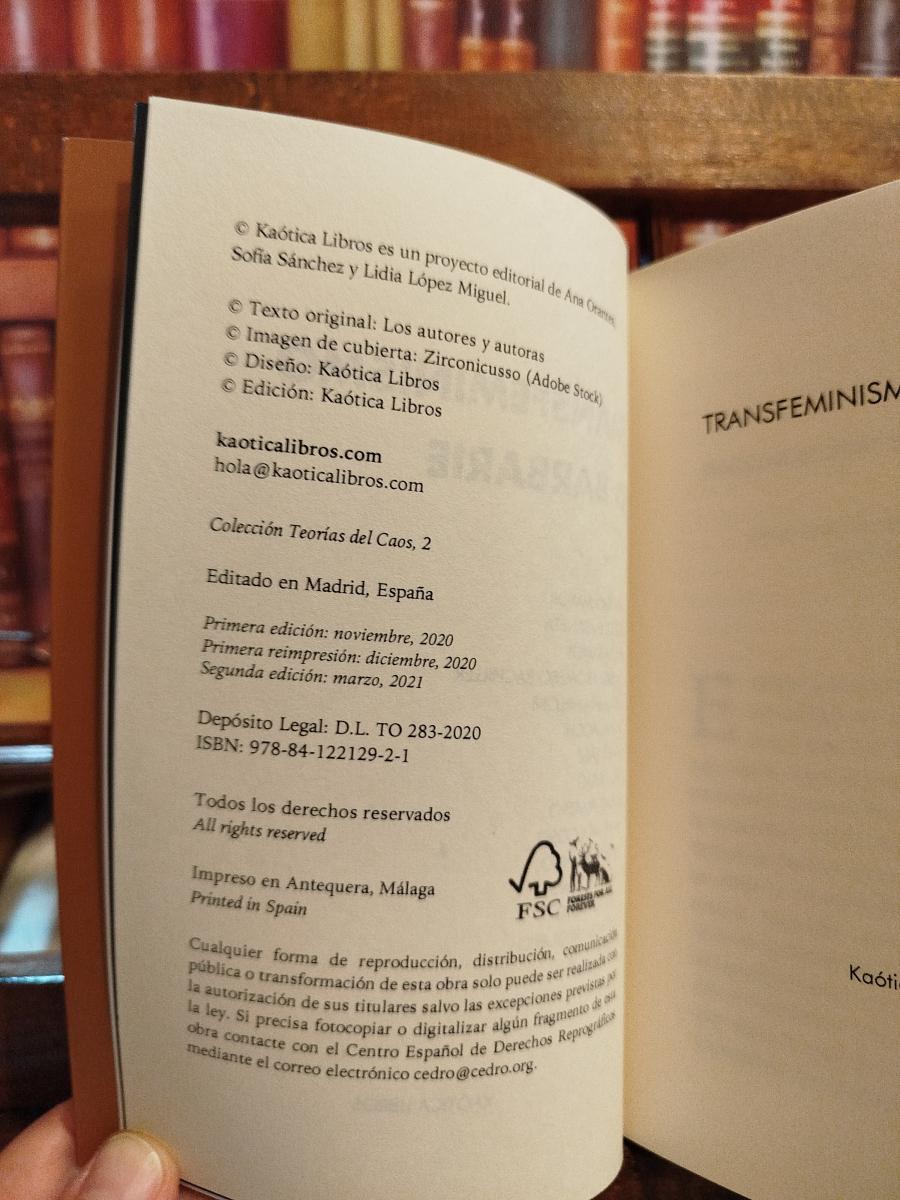 © Kaótica Libros es un proyecto editorial de Ana Orantes,
Sofía Sánchez y Lidia López Miguel.
© Texto original: Los autores y autoras
© Imagen de cubierta: Zirconicusso (Adobe Stock)
© Diseño: Kaótica Libros
© Edición: Kaótica Libros
kaoticalibros.com
hola@kaoticalibros.com
Colección Teorías del Caos, 2
Editado en Madrid, España
Primera edición: noviembre, 2020
Primera reimpresión: diciembre, 2020
Segunda edición: marzo, 2021
Depósito Legal: D.L. TO 283-2020
ISBN: 978-84-122129-2-1
Todos los derechos reservados
All rights reserved
Impreso en Antequera, Málaga
Printed in Spain
FSC
FORESTS FOR ALL
FOREVER
Cualquier forma de reproducción, distribución, comunicación
pública o transformación de esta obra solo puede ser realizada con
la autorización de sus titulares salvo las excepciones previstas por
la ley. Si precisa fotocopiar o digitalizar algún fragmento de esta
obra contacte con el Centro Español de Derechos Reprográficos
mediante el correo electrónico cedro@cedro.org.
TRANSFEMINISM
Kaóti